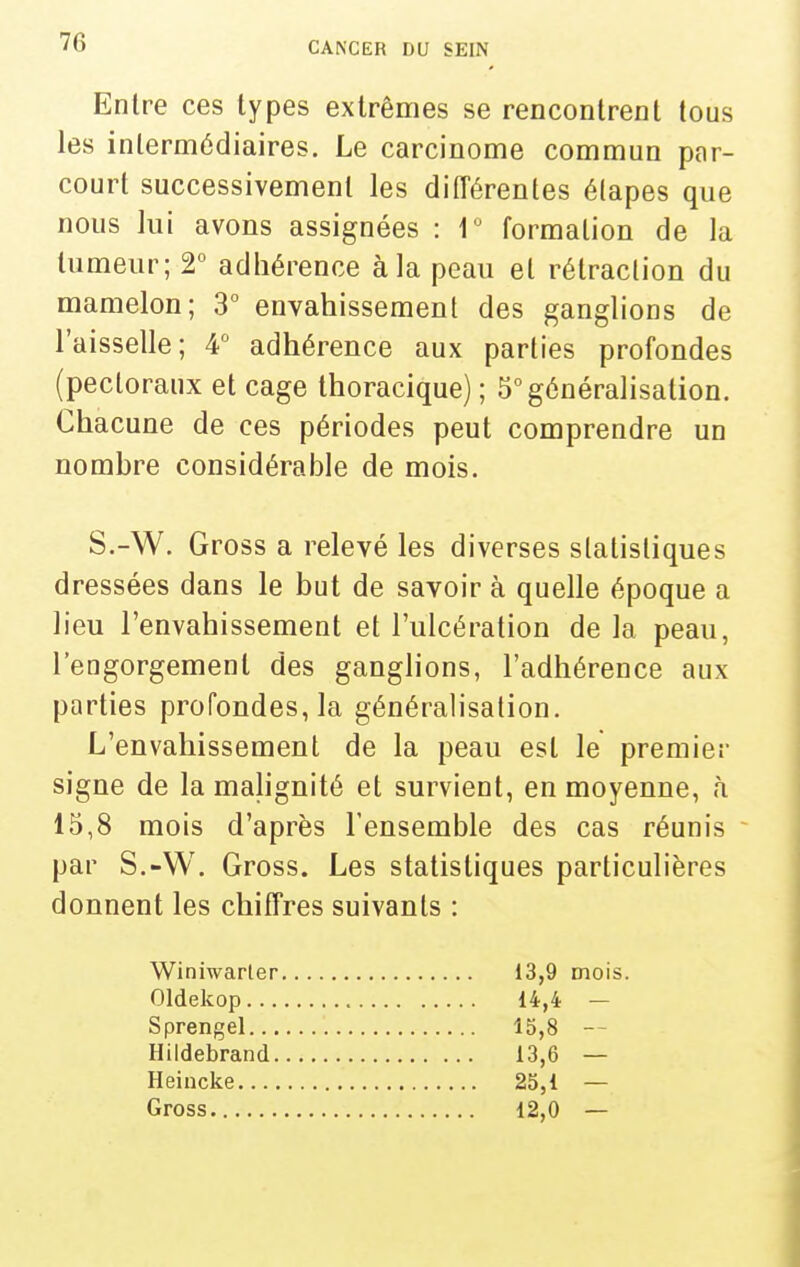 76
CANCER DU SEIN
Entre ces types extrêmes se rencontrent tous
les intermédiaires. Le carcinome commun par-
court successivement les différentes étapes que
nous lui avons assignées : 1° formation de la
tumeur; 2° adhérence à la peau et rétraction du
mamelon; 3° envahissement des ganglions de
l'aisselle; 4° adhérence aux parties profondes
(pectoraux et cage thoracique); 5° généralisation.
Chacune de ces périodes peut comprendre un
nombre considérable de mois.
S.-W. Gross a relevé les diverses statistiques
dressées dans le but de savoir à quelle époque a
lieu l'envahissement et l'ulcération de la peau,
l'engorgement des ganglions, l'adhérence aux
parties profondes, la généralisation.
L'envahissement de la peau est le premier
signe de la malignité et survient, en moyenne, à
15,8 mois d'après l'ensemble des cas réunis
par S.-W. Gross. Les statistiques particulières
donnent les chiffres suivants :
Winiwarter.................. 13,9 mois.
Oldekop..................... 14,4 —
Sprengel.................... 15,8 —
Hildebrand.................. 13,6 —
Heincke..................... 25,1 —
Gross....................... 12,0 —